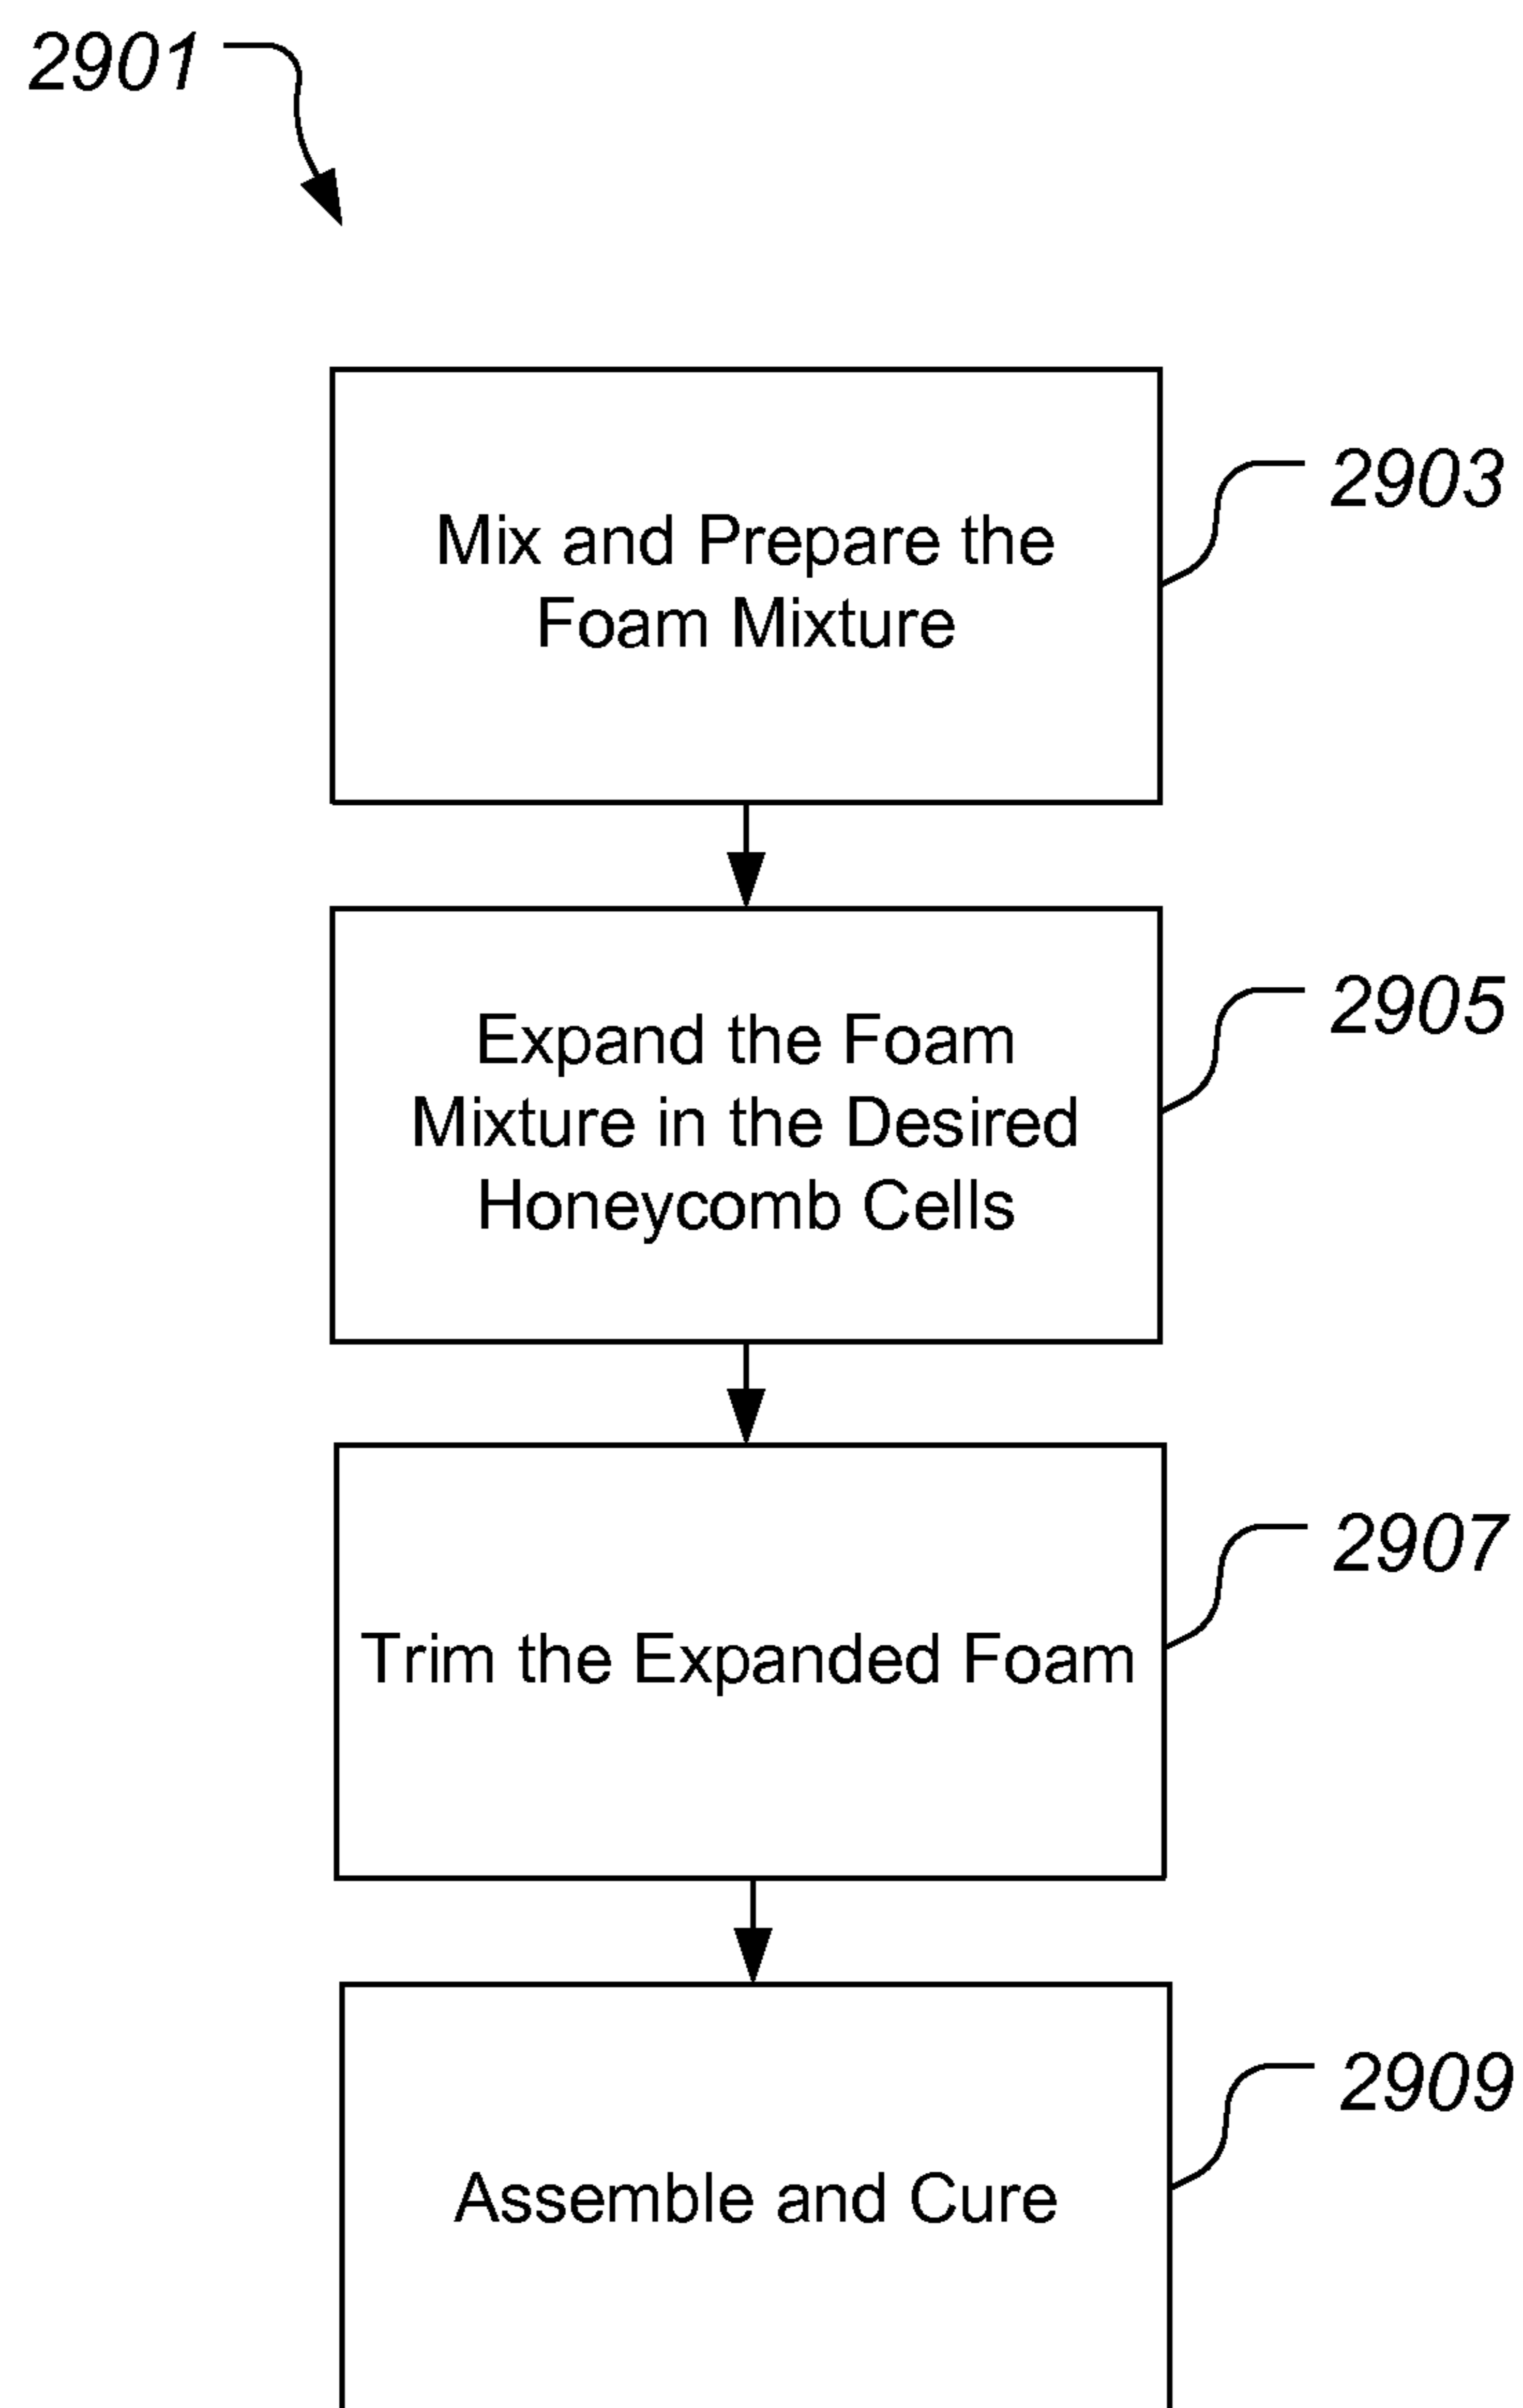 2901
2903
Mix and Prepare the
Foam Mixture
2905
Expand the Foam
Mixture in the Desired
Honeycomb Cells
2907
Trim the Expanded Foam
2909
Assemble and Cure